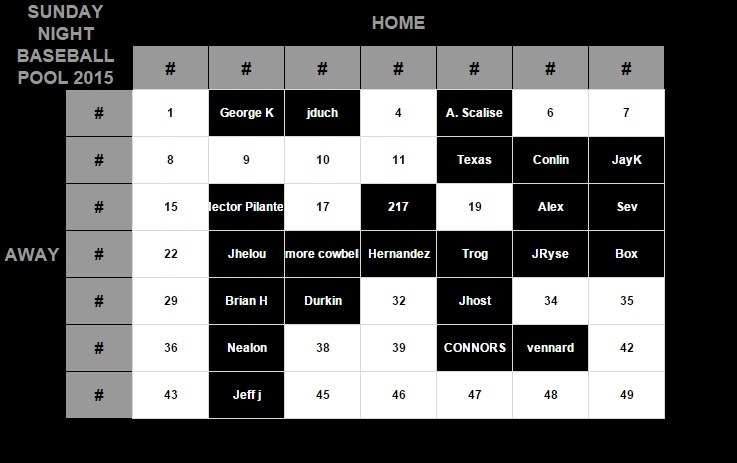 SUNDAY
NIGHT
BASEBALL
POOL 2015
HOME
# # # # # # #
# 1 George K jduch 4 A. Scalise 6 7
# 8 9 10 11 Texas Conlin JayK
# 15 lector Pilante 17 217 19 Alex Sev
AWAY # 22 Jhelou more cowbel Hernandez Trog JRyse Box
# 29 Brian H Durkin 32 Jhost 34 35
# 36 Nealon 38 39 CONNORS vennard 42
# 43 Jeff j 45 46 47 48 49